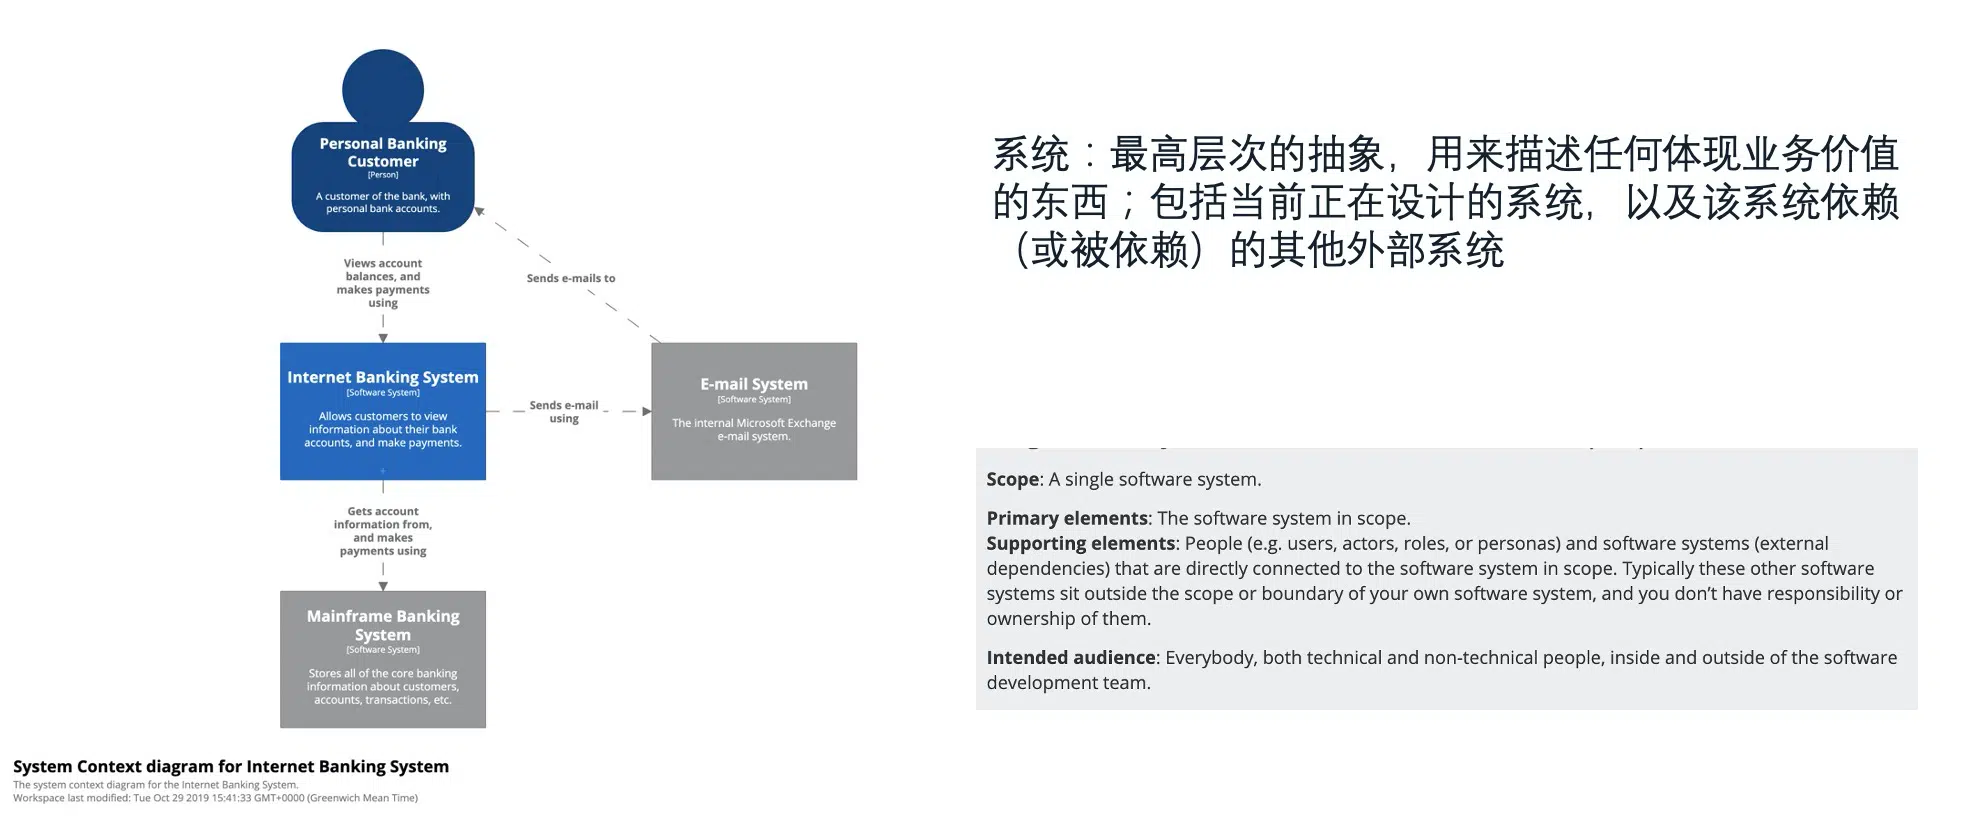 Personal Banking
Customer
[Person]
A customer of the bank, with
personal bank accounts.
Views account
balances, and
makes payments
using
Sends e-mails to
Internet Banking System
[Software System]
Allows customers to view
information about their bank
accounts, and make payments.
Sends e-mail
using
E-mail System
[Software System]
The internal Microsoft Exchange
e-mail system.
Gets account
information from,
and makes
payments using
Mainframe Banking
System
[Software System]
Stores all of the core banking
information about customers,
accounts, transactions, etc.
System Context diagram for Internet Banking System
The system context diagram for the Internet Banking System.
Workspace last modified: Tue Oct 29 2019 15:41:33 GMT+0000 (Greenwich Mean Time)
系统：最高层次的抽象，用来描述任何体现业务价值
的东西；包括当前正在设计的系统，以及该系统依赖
（或被依赖）的其他外部系统
Scope: A single software system.
Primary elements: The software system in scope.
Supporting elements: People (e.g. users, actors, roles, or personas) and software systems (external
dependencies) that are directly connected to the software system in scope. Typically these other software
systems sit outside the scope or boundary of your own software system, and you don’t have responsibility or
ownership of them.
Intended audience: Everybody, both technical and non-technical people, inside and outside of the software
development team.